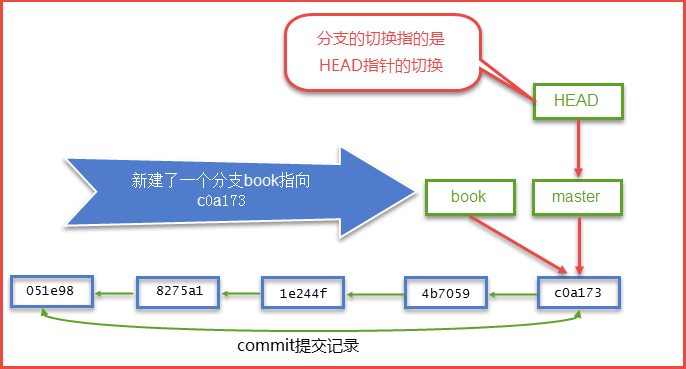 分支的切换指的是
HEAD指针的切换
HEAD
新建了一个分支book指向
c0a173
book
master
051e98
8275a1
1e244f
4b7059
c0a173
commit提交记录